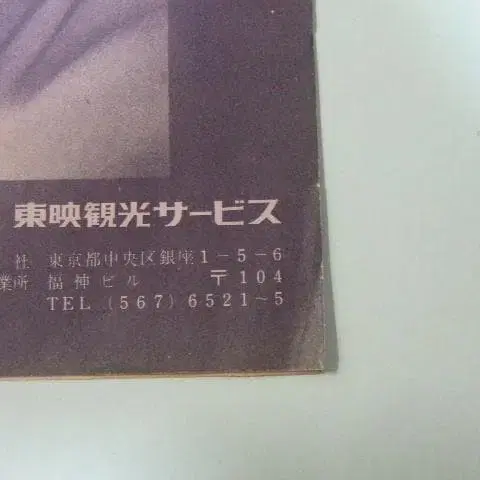 東映観光サービス
社 東京都中央区銀座1-5-6
業所 福神ビル 〒104
TEL (567) 6521~5